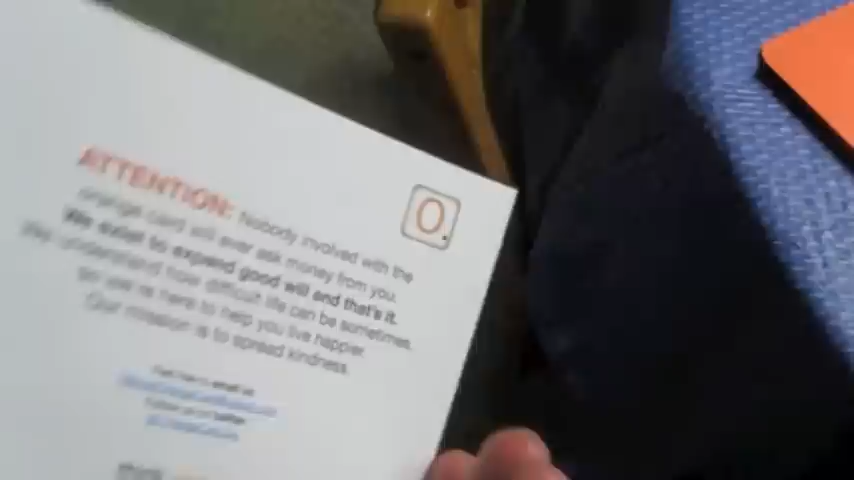 O.
ATTENTION: Nobody involved with the
orange card will ever ask money from you.
We exist to expend good will and that's it.
We understand how difficult life can be sometimes,
so we're here to help you live happier.
Our mission is to spread kindness.
email us